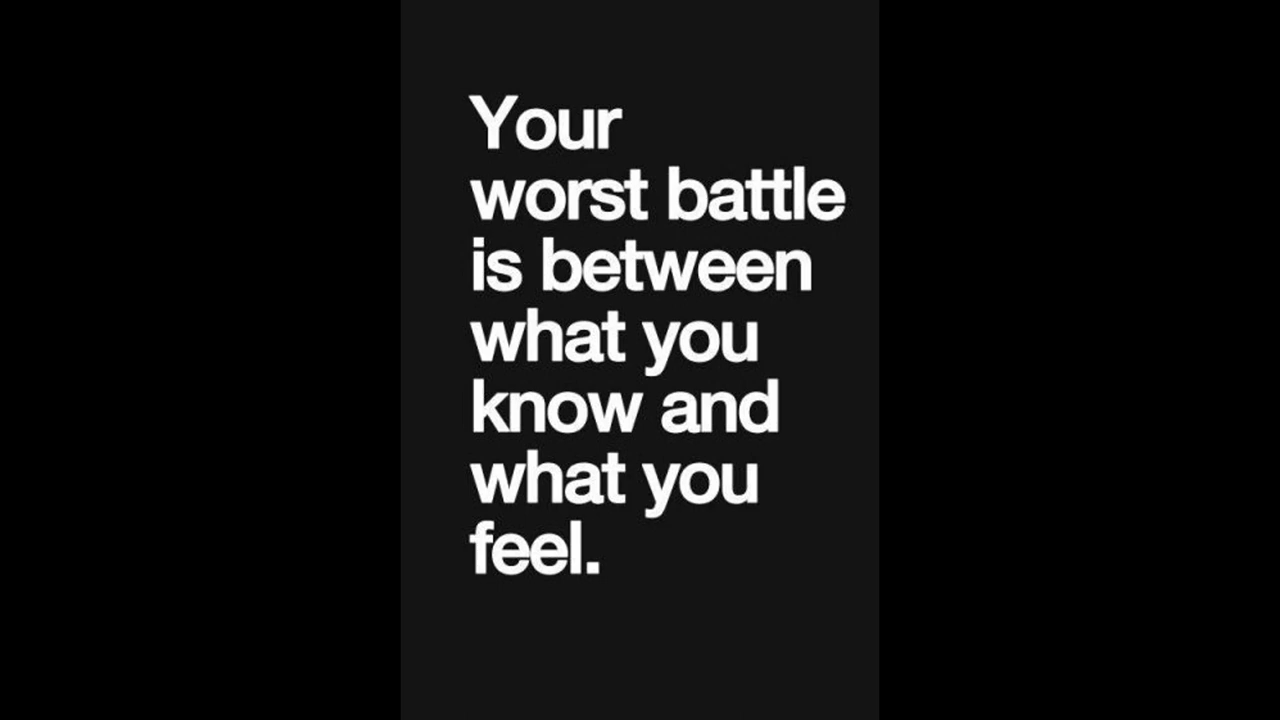 Your
worst battle
is between
what you
know and
what you
feel.